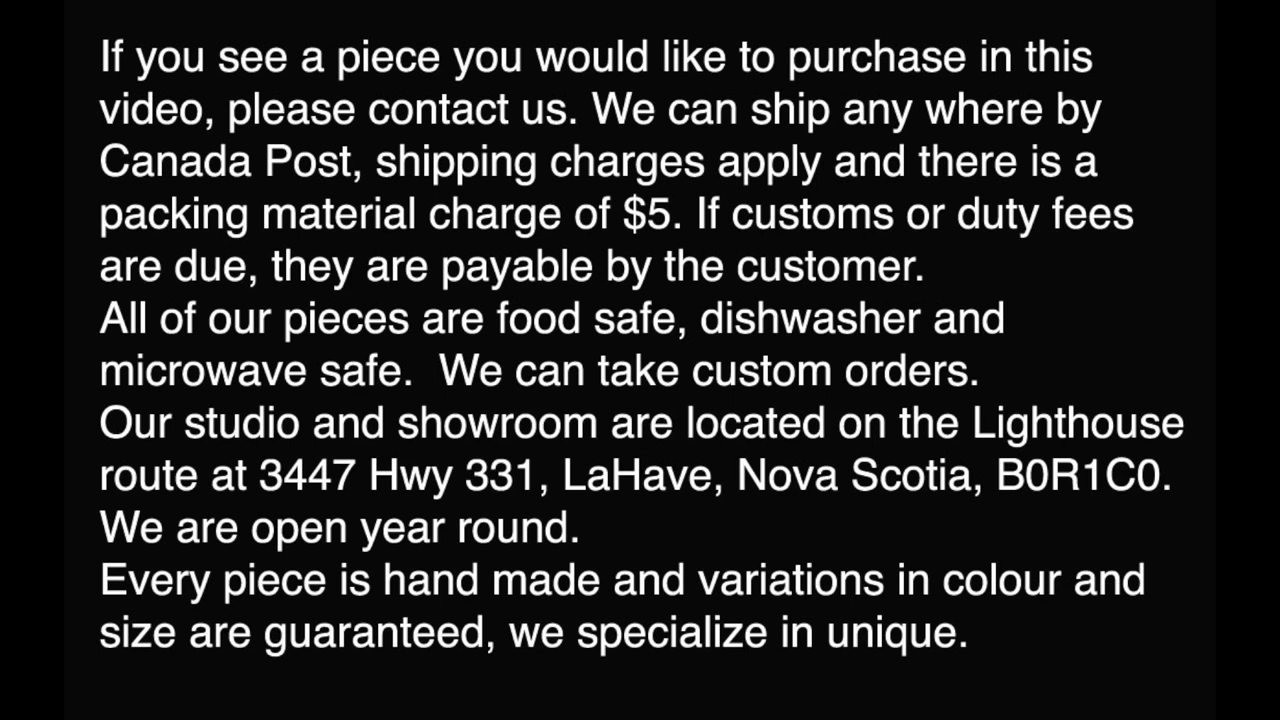 If you see a piece you would like to purchase in this
video, please contact us. We can ship any where by
Canada Post, shipping charges apply and there is a
packing material charge of $5. If customs or duty fees
are due, they are payable by the customer.
All of our pieces are food safe, dishwasher and
microwave safe.  We can take custom orders.
Our studio and showroom are located on the Lighthouse
route at 3447 Hwy 331, LaHave, Nova Scotia, B0R1C0.
We are open year round.
Every piece is hand made and variations in colour and
size are guaranteed, we specialize in unique.